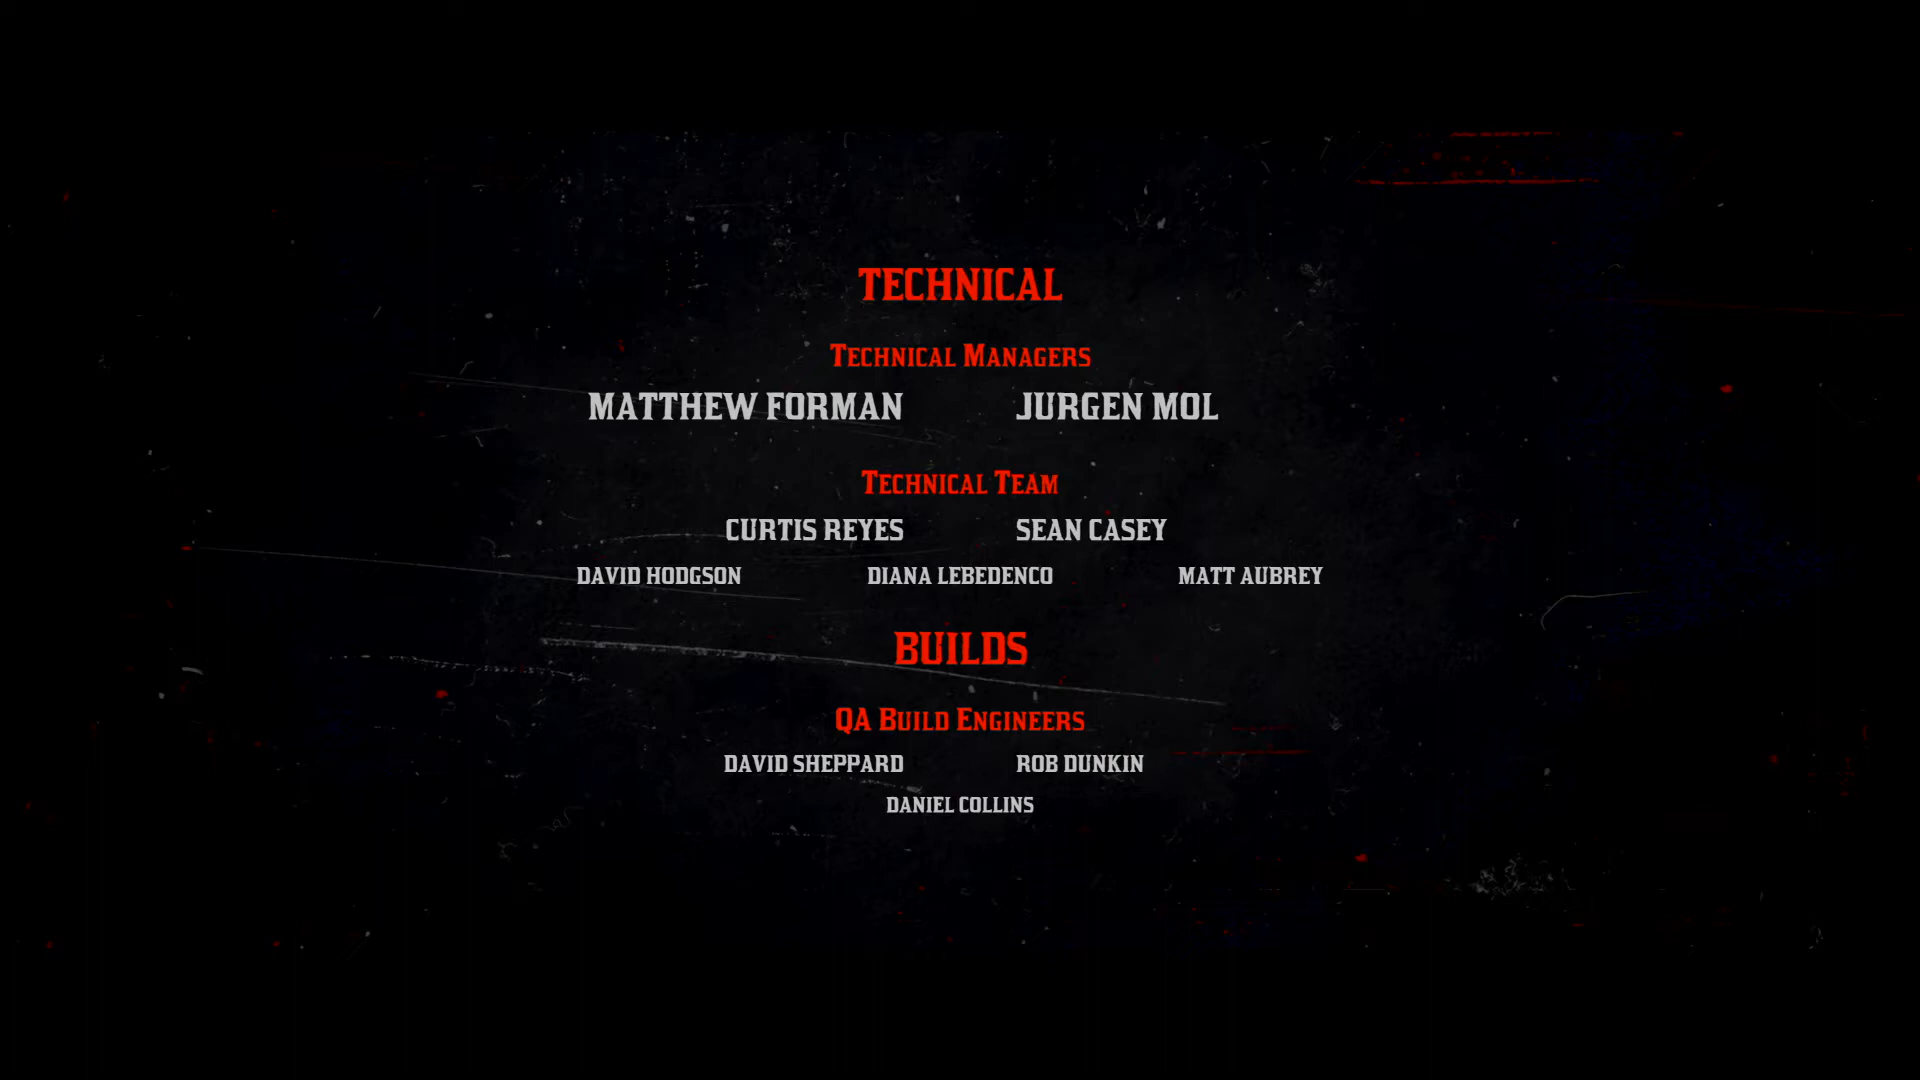 TECHNICAL
TECHNICAL MANAGERS
MATTHEW FORMAN JURGEN MOL
TECHNICAL TEAM
CURTIS REYES SEAN CASEY
DAVID HODGSON DIANA LEBEDENCO MATT AUBREY
BUILDS
QA BUILD ENGINEERS
DAVID SHEPPARD ROB DUNKIN
DANIEL COLLINS